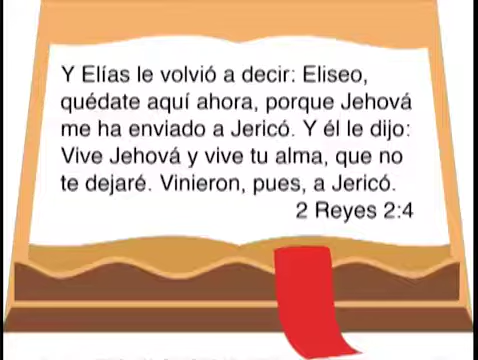 Y Elías le volvió a decir: Eliseo,
quédate aquí ahora, porque Jehová
me ha enviado a Jericó. Y él le dijo:
Vive Jehová y vive tu alma, que no
te dejaré. Vinieron, pues, a Jericó.
2 Reyes 2:4